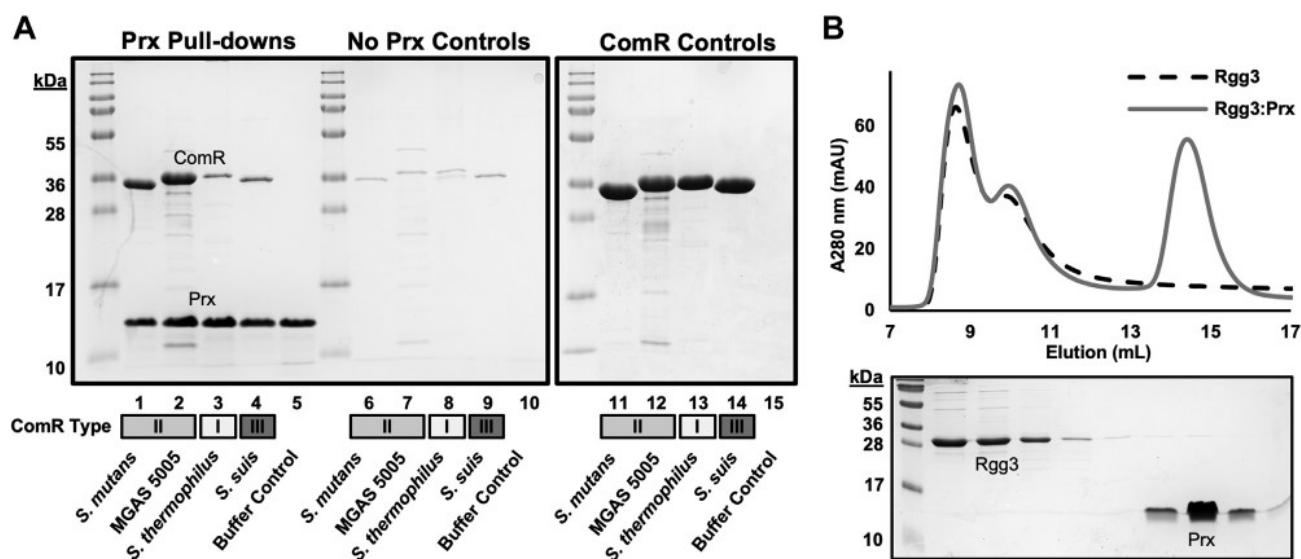 A
Prx Pull-downs
No Prx Controls
ComR Controls
kDa
55
36
28
17
10
ComR
Prx
1 2 3 4 5 6 7 8 9 10 11 12 13 14 15
ComR Type
II I III II I III II I III
S. mutans
MGAS 5005
S. thermophilus
S. suis
Buffer Control
S. mutans
MGAS 5005
S. thermophilus
S. suis
Buffer Control
S. mutans
MGAS 5005
S. thermophilus
S. suis
Buffer Control
B
Rgg3
Rgg3:Prx
A280 nm (mAU)
60
40
20
0
7 9 11 13 15 17
Elution (mL)
kDa
55
36
28
17
10
Rgg3
Prx